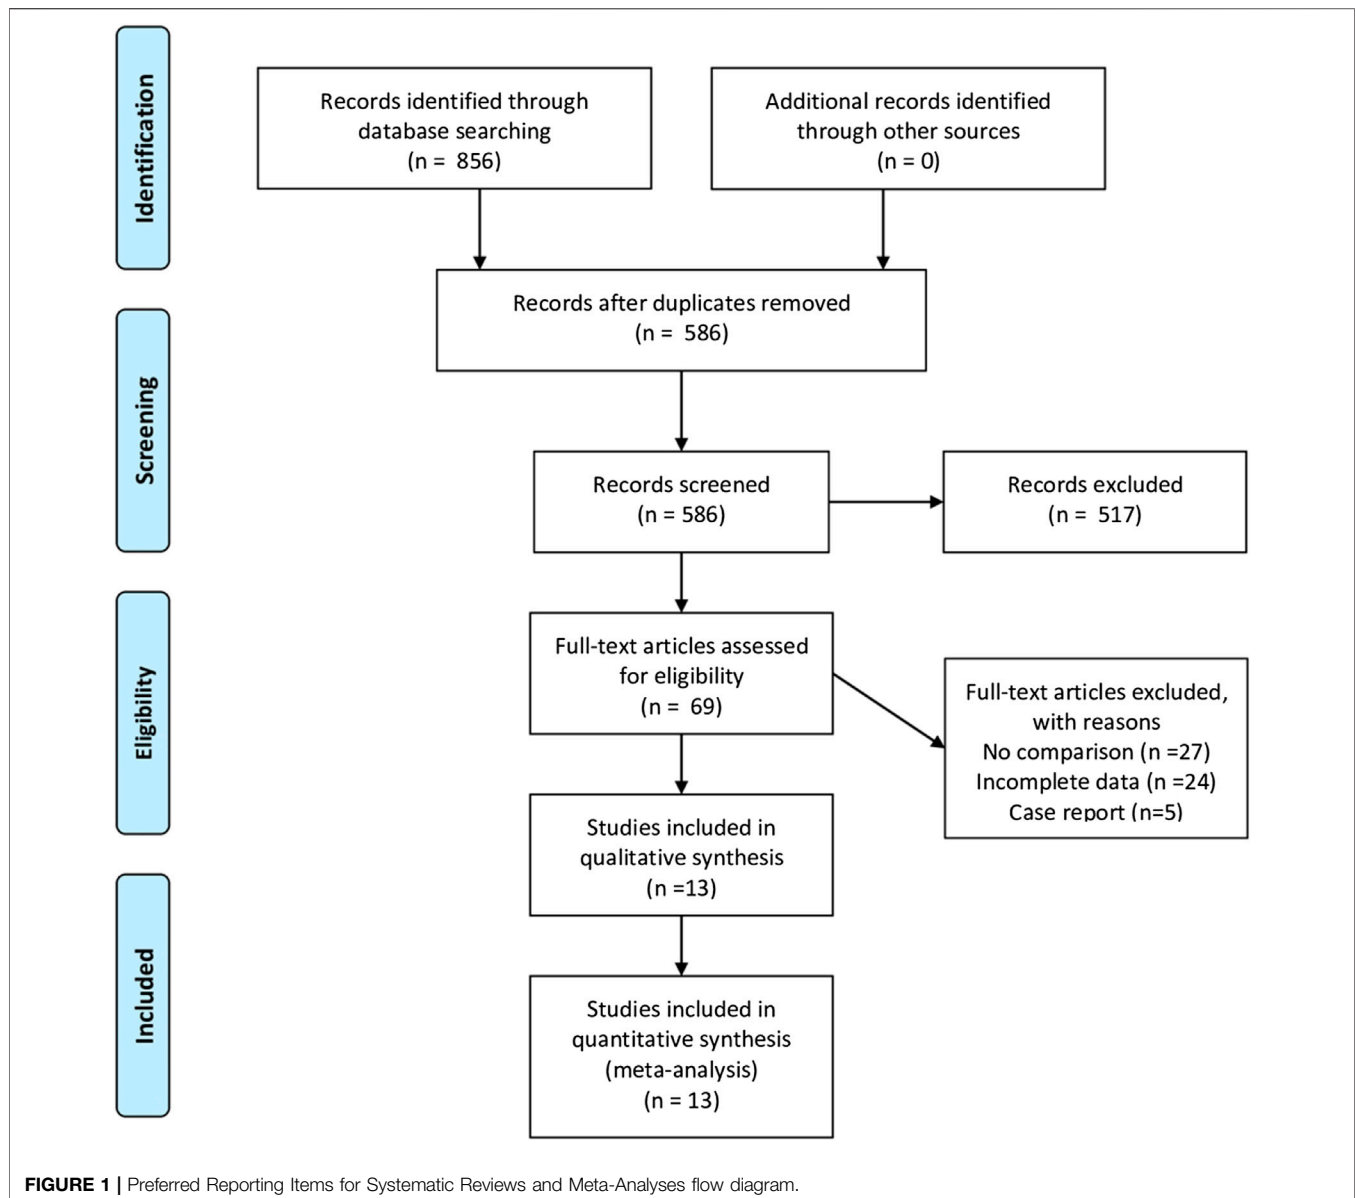 Identification
Records identified through
database searching
(n = 856)
Additional records identified
through other sources
(n = 0)
Records after duplicates removed
(n = 586)
Screening
Records screened
(n = 586)
Records excluded
(n = 517)
Eligibility
Full-text articles assessed
for eligibility
(n = 69)
Full-text articles excluded,
with reasons
No comparison (n =27)
Incomplete data (n =24)
Case report (n=5)
Studies included in
qualitative synthesis
(n =13)
Included
Studies included in
quantitative synthesis
(meta-analysis)
(n = 13)
FIGURE 1 | Preferred Reporting Items for Systematic Reviews and Meta-Analyses flow diagram.